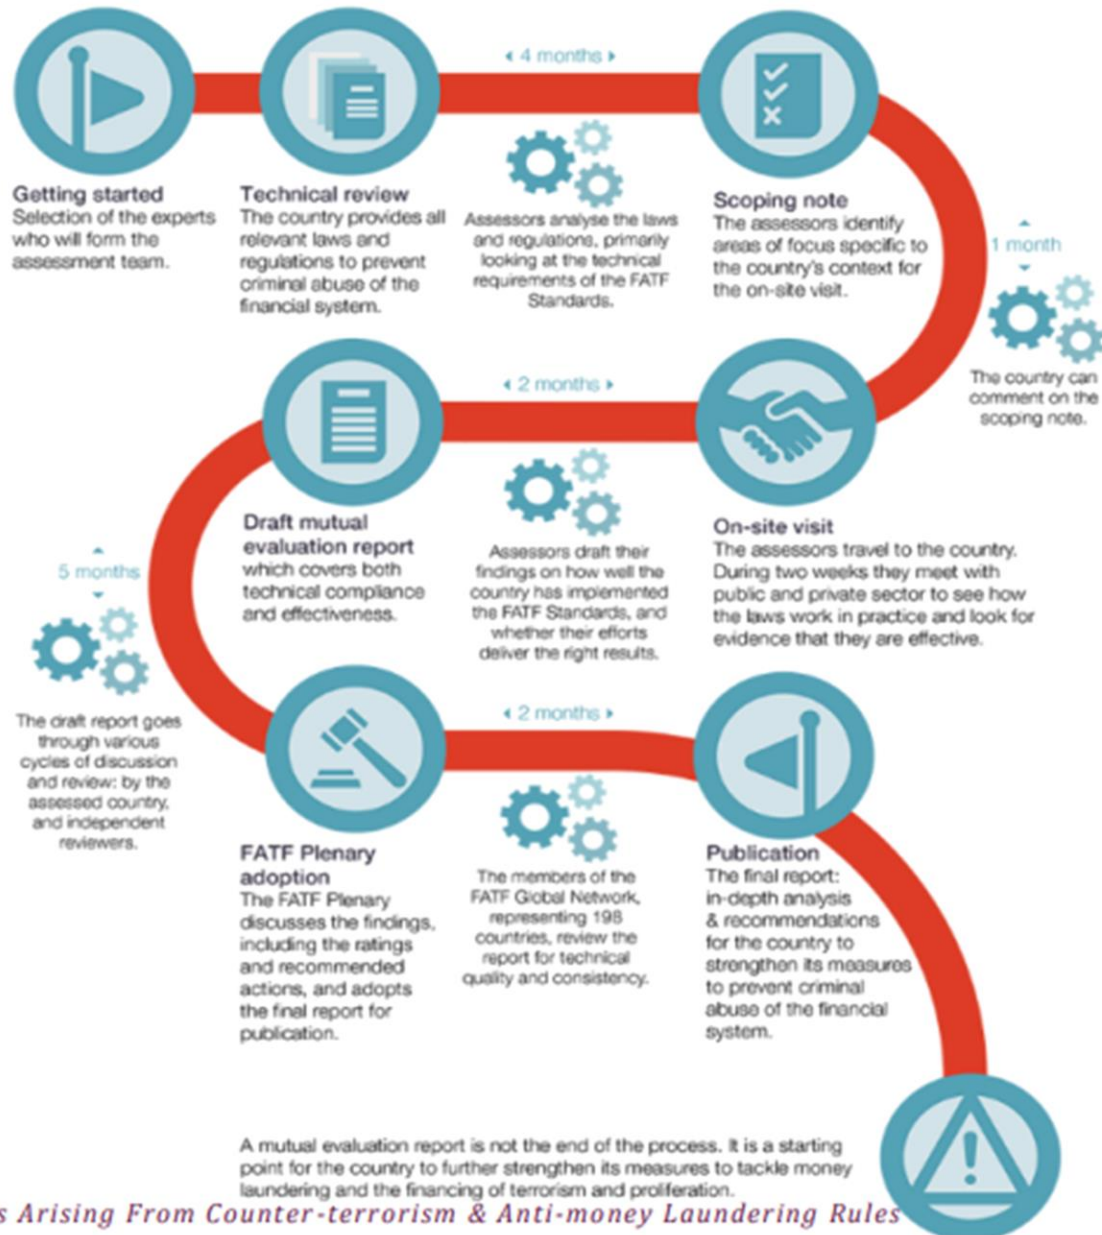 4 months
Getting started
Selection of the experts
who will form the
assessment team.
Technical review
The country provides all
relevant laws and
regulations to prevent
criminal abuse of the
financial system.
Assessors analyse the laws
and regulations, primarily
looking at the technical
requirements of the FATF
Standards.
Scoping note
The assessors identify
areas of focus specific to
the country's context for
the on-site visit.
1 month
The country can
comment on the
scoping note.
2 months
On-site visit
The assessors travel to the country.
During two weeks they meet with
public and private sector to see how
the laws work in practice and look for
evidence that they are effective.
Assessors draft their
findings on how well the
country has implemented
the FATF Standards, and
whether their efforts
deliver the right results.
Draft mutual
evaluation report
which covers both
technical compliance
and effectiveness.
5 months
The draft report goes
through various
cycles of discussion
and review: by the
assessed country,
and independent
reviewers.
2 months
FATF Plenary
adoption
The FATF Plenary
discusses the findings,
including the ratings
and recommended
actions, and adopts
the final report for
publication.
The members of the
FATF Global Network,
representing 198
countries, review the
report for technical
quality and consistency.
Publication
The final report:
in-depth analysis
& recommendations
for the country to
strengthen its measures
to prevent criminal
abuse of the financial
system.
A mutual evaluation report is not the end of the process. It is a starting
point for the country to further strengthen its measures to tackle money
laundering and the financing of terrorism and proliferation.
s Arising From Counter-terrorism & Anti-money Laundering Rules